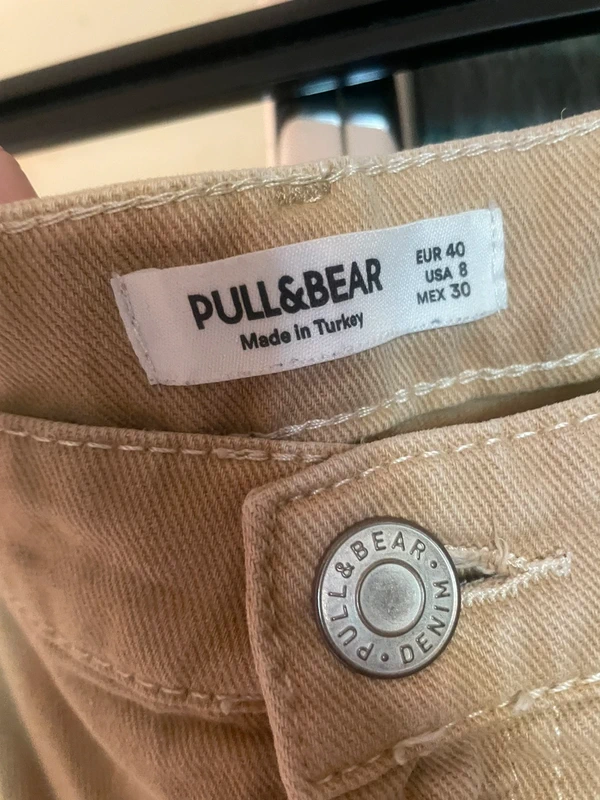 PULL&BEAR
Made in Turkey
EUR 40
USA 8
MEX 30
PULL&BEAR • DENIM •